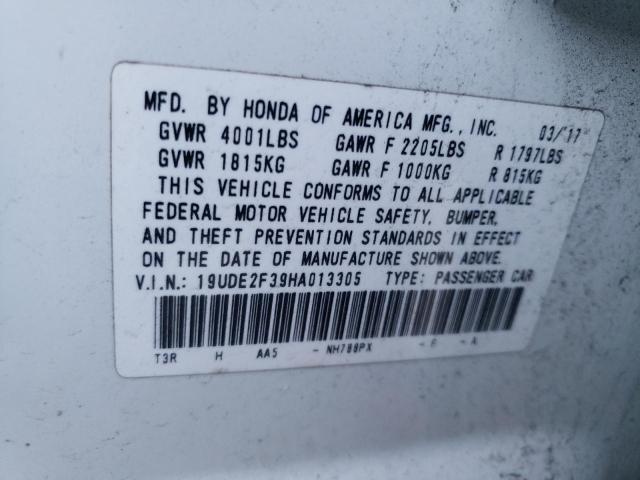 MFD. BY HONDA OF AMERICA MFG., INC. 03/'17
GVWR 4001LBS GAWR F 2205LBS R 1797LBS
GVWR 1815KG GAWR F 1000KG R 815KG
THIS VEHICLE CONFORMS TO ALL APPLICABLE
FEDERAL MOTOR VEHICLE SAFETY, BUMPER,
AND THEFT PREVENTION STANDARDS IN EFFECT
ON THE DATE OF MANUFACTURE SHOWN ABOVE.
V.I.N.: 19UDE2F39HA013305 TYPE: PASSENGER CAR
T3R H AA5 - NH788PX - 6 - A